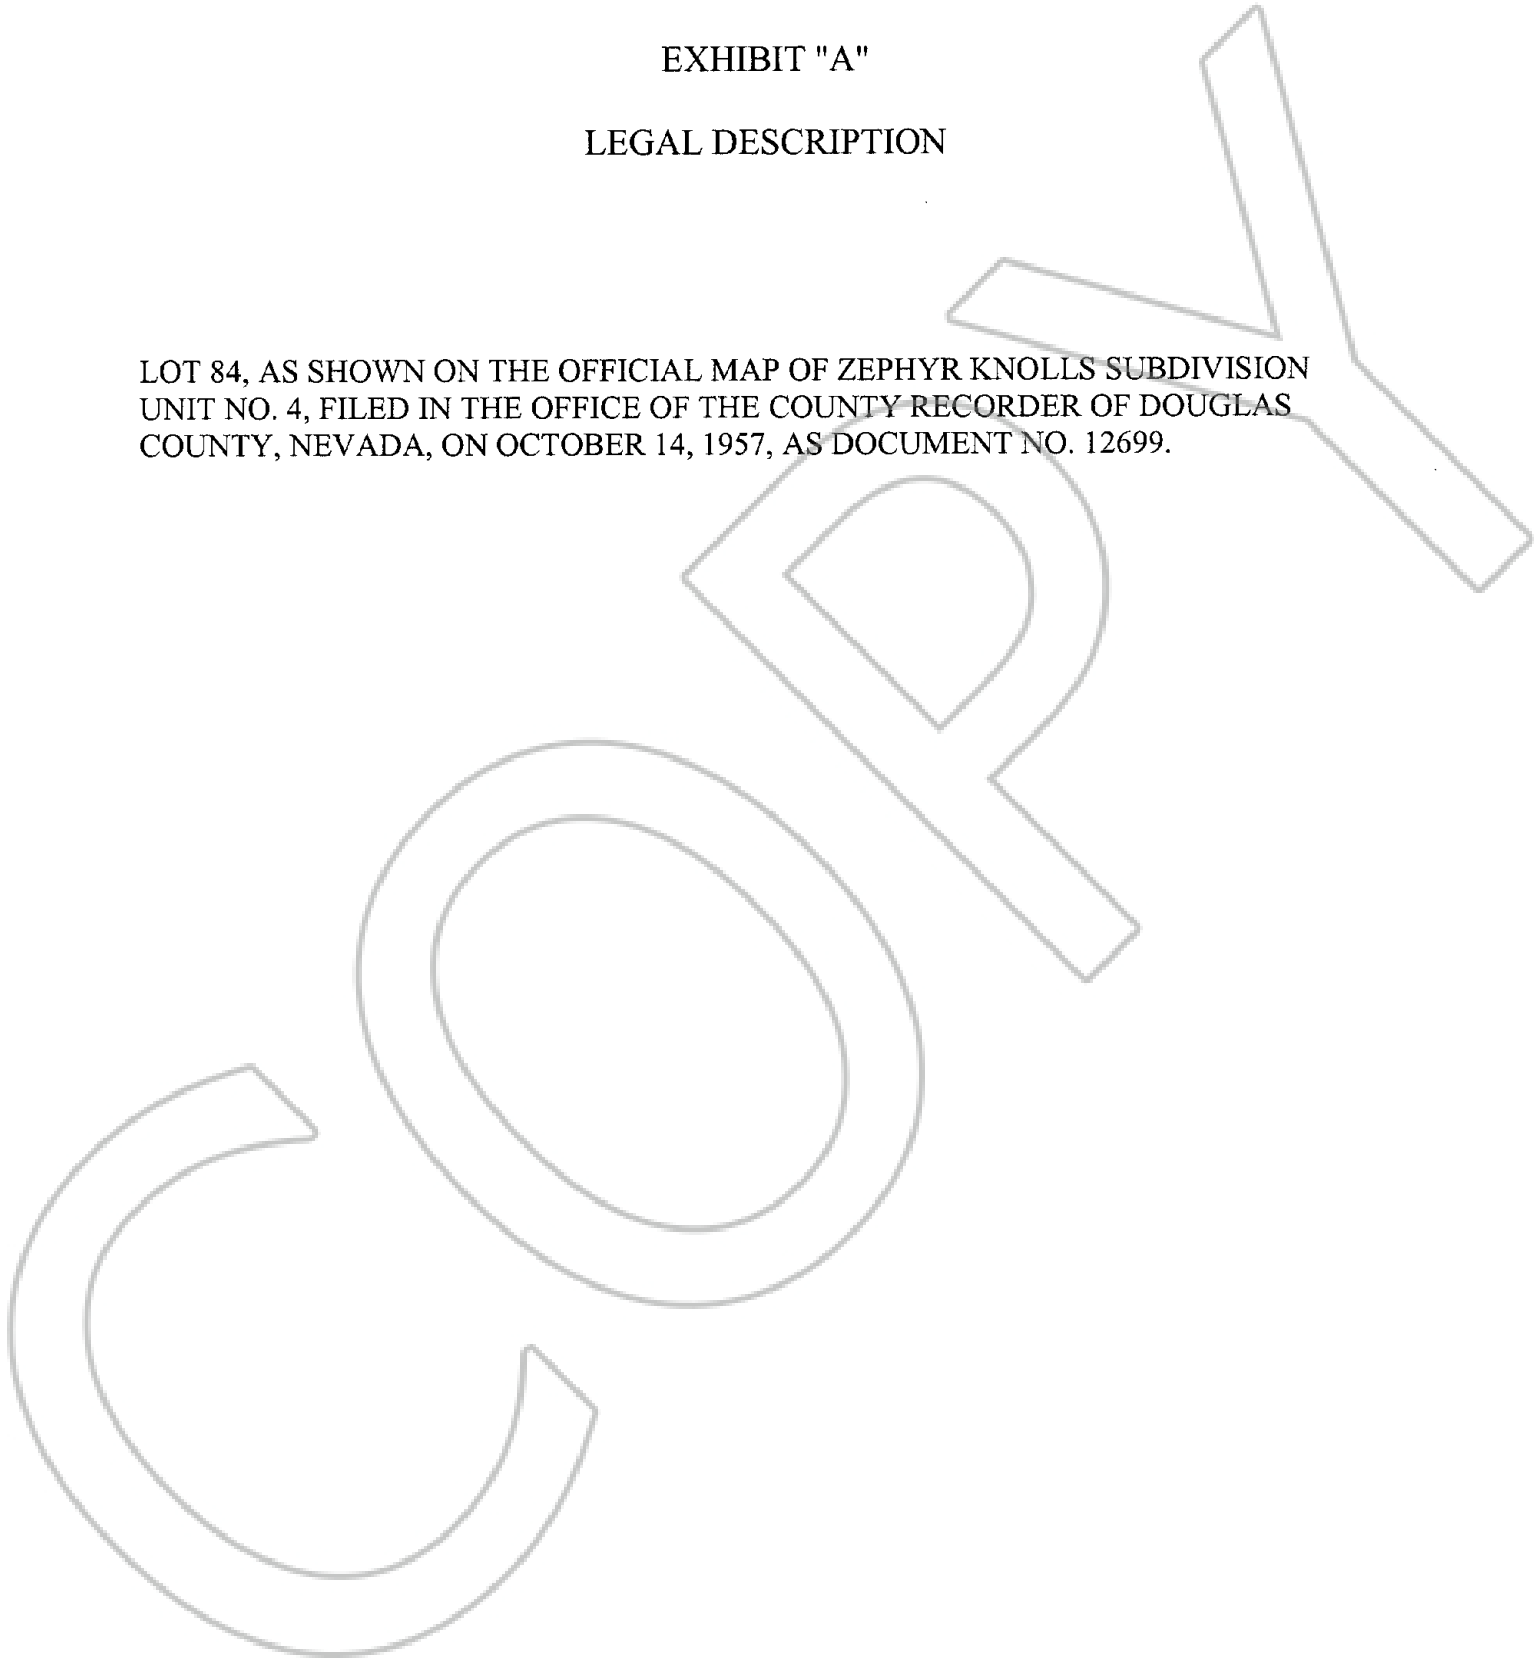 EXHIBIT "A"
LEGAL DESCRIPTION
LOT 84, AS SHOWN ON THE OFFICIAL MAP OF ZEPHYR KNOLLS SUBDIVISION
UNIT NO. 4, FILED IN THE OFFICE OF THE COUNTY RECORDER OF DOUGLAS
COUNTY, NEVADA, ON OCTOBER 14, 1957, AS DOCUMENT NO. 12699.
COPY